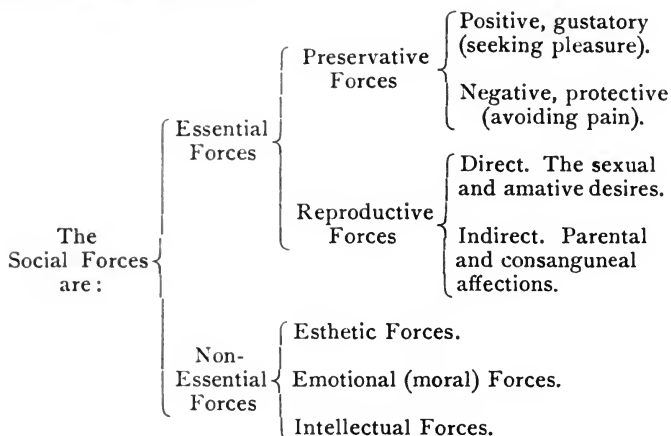 The
Social Forces
are:
Essential
Forces
Preservative
Forces
Positive, gustatory
(seeking pleasure).
Negative, protective
(avoiding pain).
Reproductive
Forces
Direct. The sexual
and amative desires.
Indirect. Parental
and consanguneal
affections.
Non-
Essential
Forces
Esthetic Forces.
Emotional (moral) Forces.
Intellectual Forces.